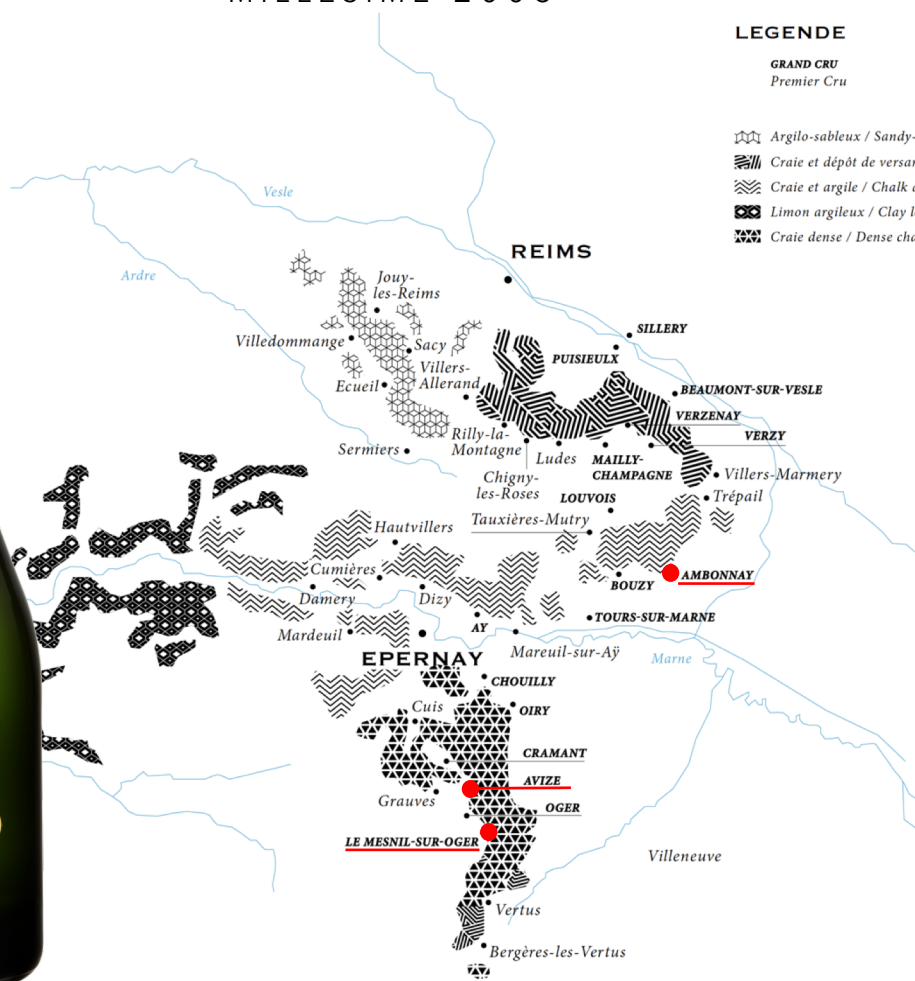 LEGENDE
GRAND CRU
Premier Cru
Argilo-sableux / Sandy-
Craie et dépôt de versan
Craie et argile / Chalk
Limon argileux / Clay
Craie dense / Dense cha
Vesle
REIMS
Ardre
Jouy-
les-Reims
SILLERY
Villedommange
Sacy
PUISIEULX
Villers-
Allerand
Ecueil
BEAUMONT-SUR-VESLE
VERZENAY
Rilly-la-
Montagne
VERZY
Sermiers
Ludes
MAILLY-
CHAMPAGNE
Chigny-
les-Roses
Villers-Marmery
LOUVOIS
Trépail
Tauxières-Mutry
Hautvillers
Cumières
AMBONNAY
BOUZY
Damery
Dizy
TOURS-SUR-MARNE
Mardeuil
AY
Mareuil-sur-Aÿ
EPERNAY
Marne
CHOUILLY
Cuis
OIRY
CRAMANT
AVIZE
Grauves
OGER
LE MESNIL-SUR-OGER
Villeneuve
Vertus
Bergères-les-Vertus